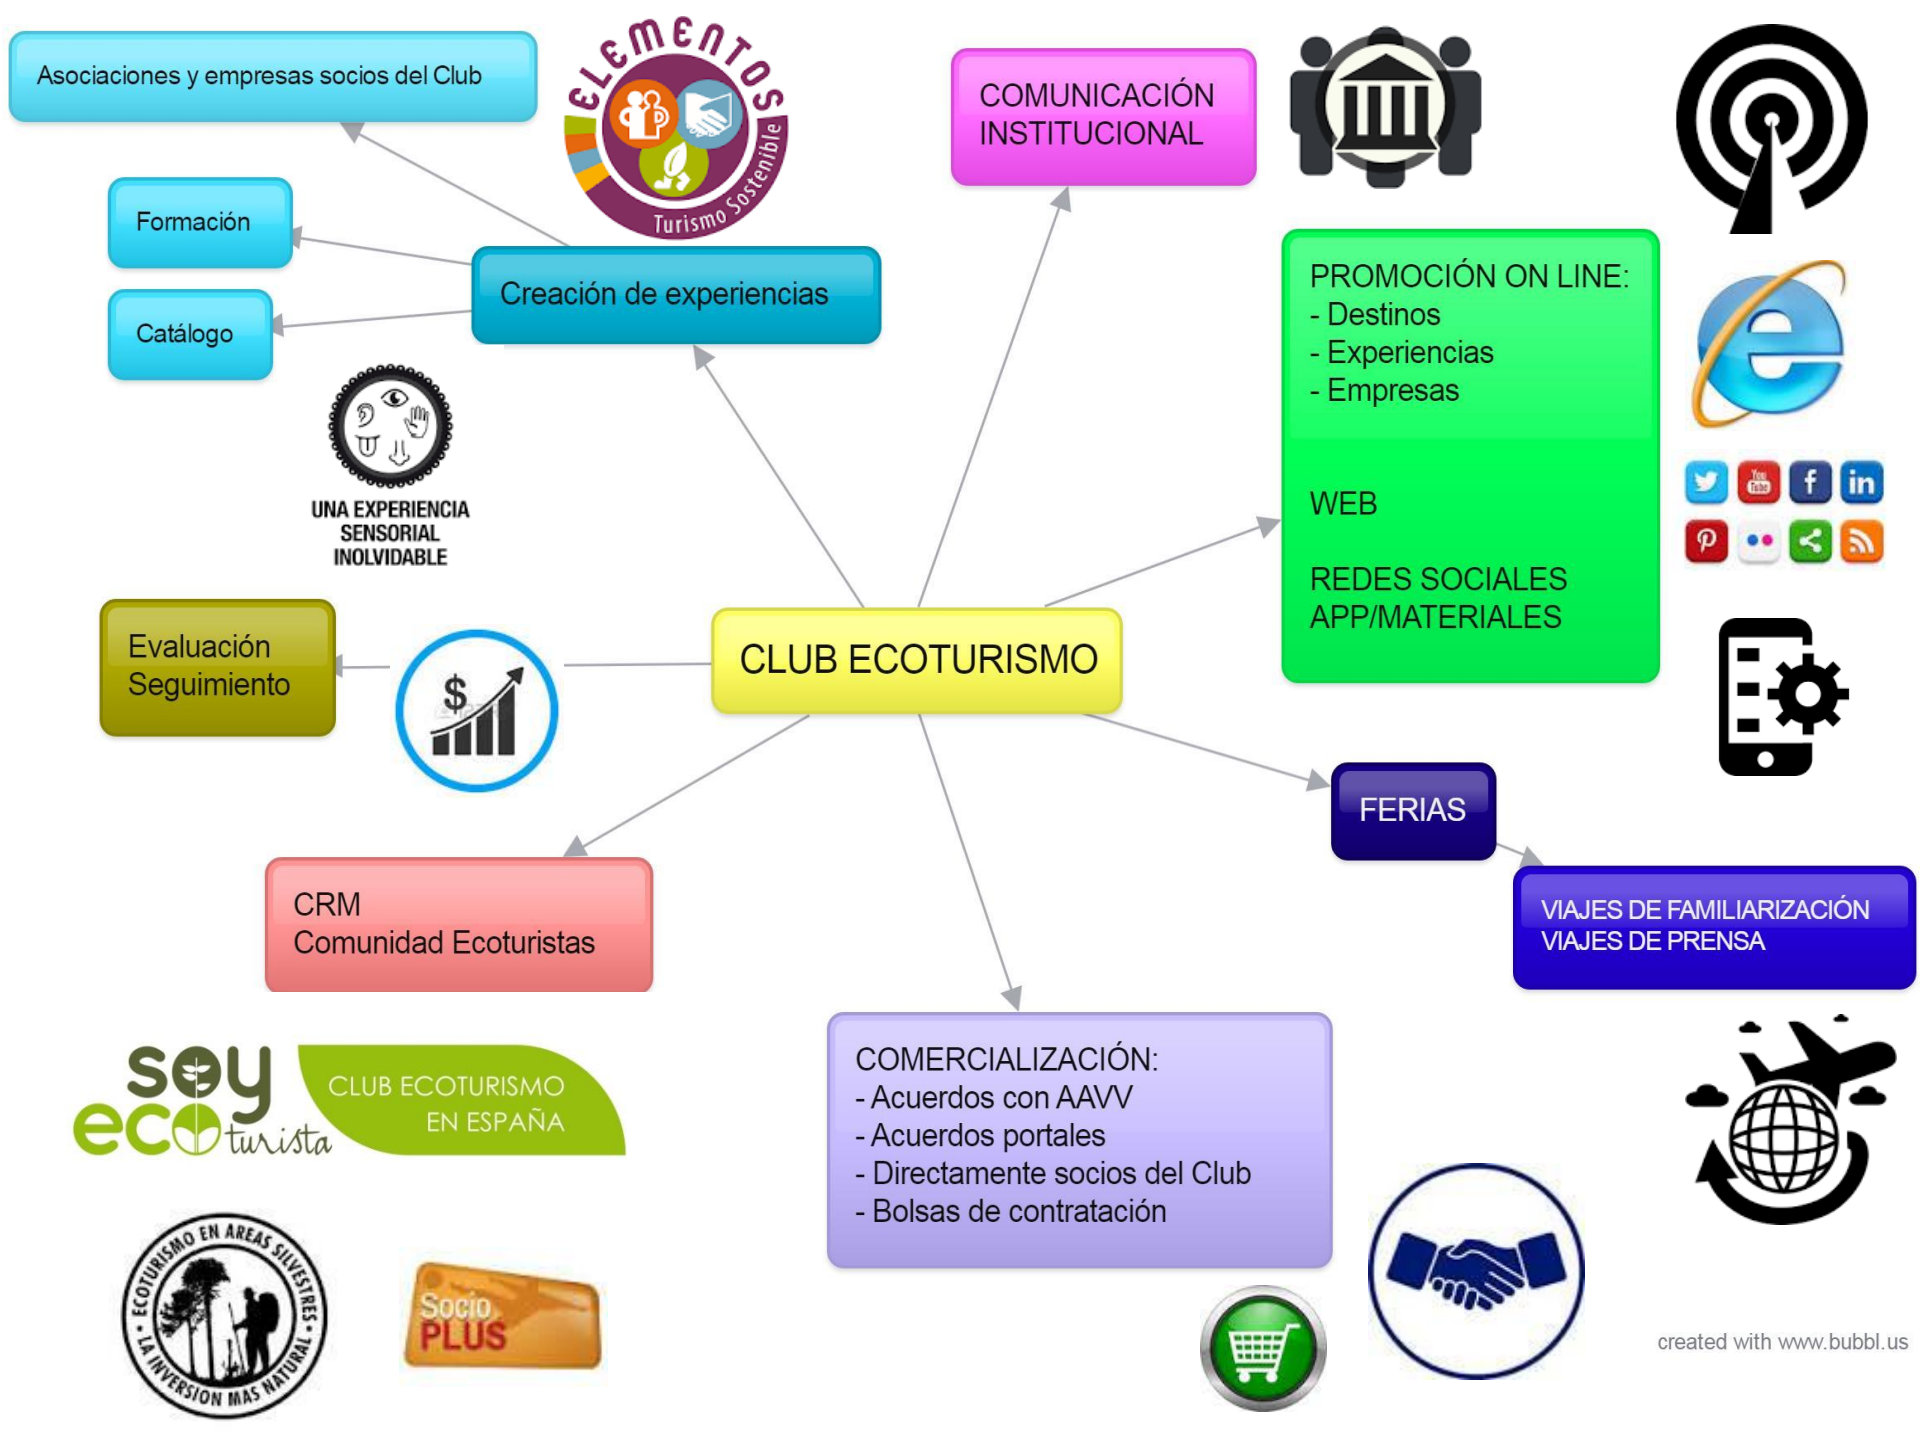 Asociaciones y empresas socios del Club
ELEMENTOS
Turismo Sostenible
COMUNICACIÓN
INSTITUCIONAL
Formación
Creación de experiencias
Catálogo
PROMOCIÓN ON LINE:
- Destinos
- Experiencias
- Empresas
WEB
REDES SOCIALES
APP/MATERIALES
You
Tube
f
in
UNA EXPERIENCIA
SENSORIAL
INOLVIDABLE
Evaluación
Seguimiento
$
CLUB ECOTURISMO
FERIAS
VIAJES DE FAMILIARIZACIÓN
VIAJES DE PRENSA
CRM
Comunidad Ecoturistas
COMERCIALIZACIÓN:
- Acuerdos con AAVV
- Acuerdos portales
- Directamente socios del Club
- Bolsas de contratación
soy
eco turista
CLUB ECOTURISMO
EN ESPAÑA
ECOTURISMO EN AREAS SILVESTRES
LA INVERSION MAS NATURAL
Socio
PLUS
created with www.bubbl.us